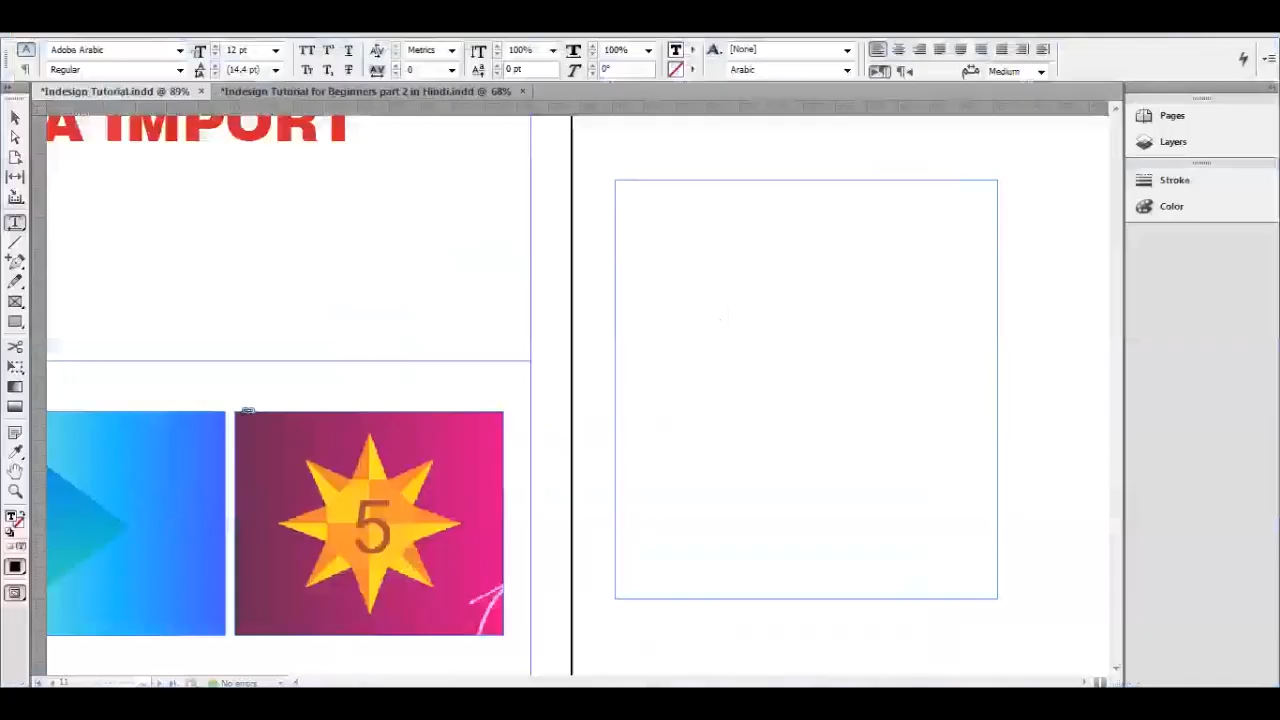 Adobe Arabic 12 pt Metrics 100% 100% [None]
Regular (14.4 pt) 0 0 pt 0° Arabic Medium
*Indesign Tutorial.indd @ 89% × *Indesign Tutorial for Beginners part 2 in Hindi.indd @ 68% ×
A IMPORT
5
Pages
Layers
Stroke
Color
11 No errors